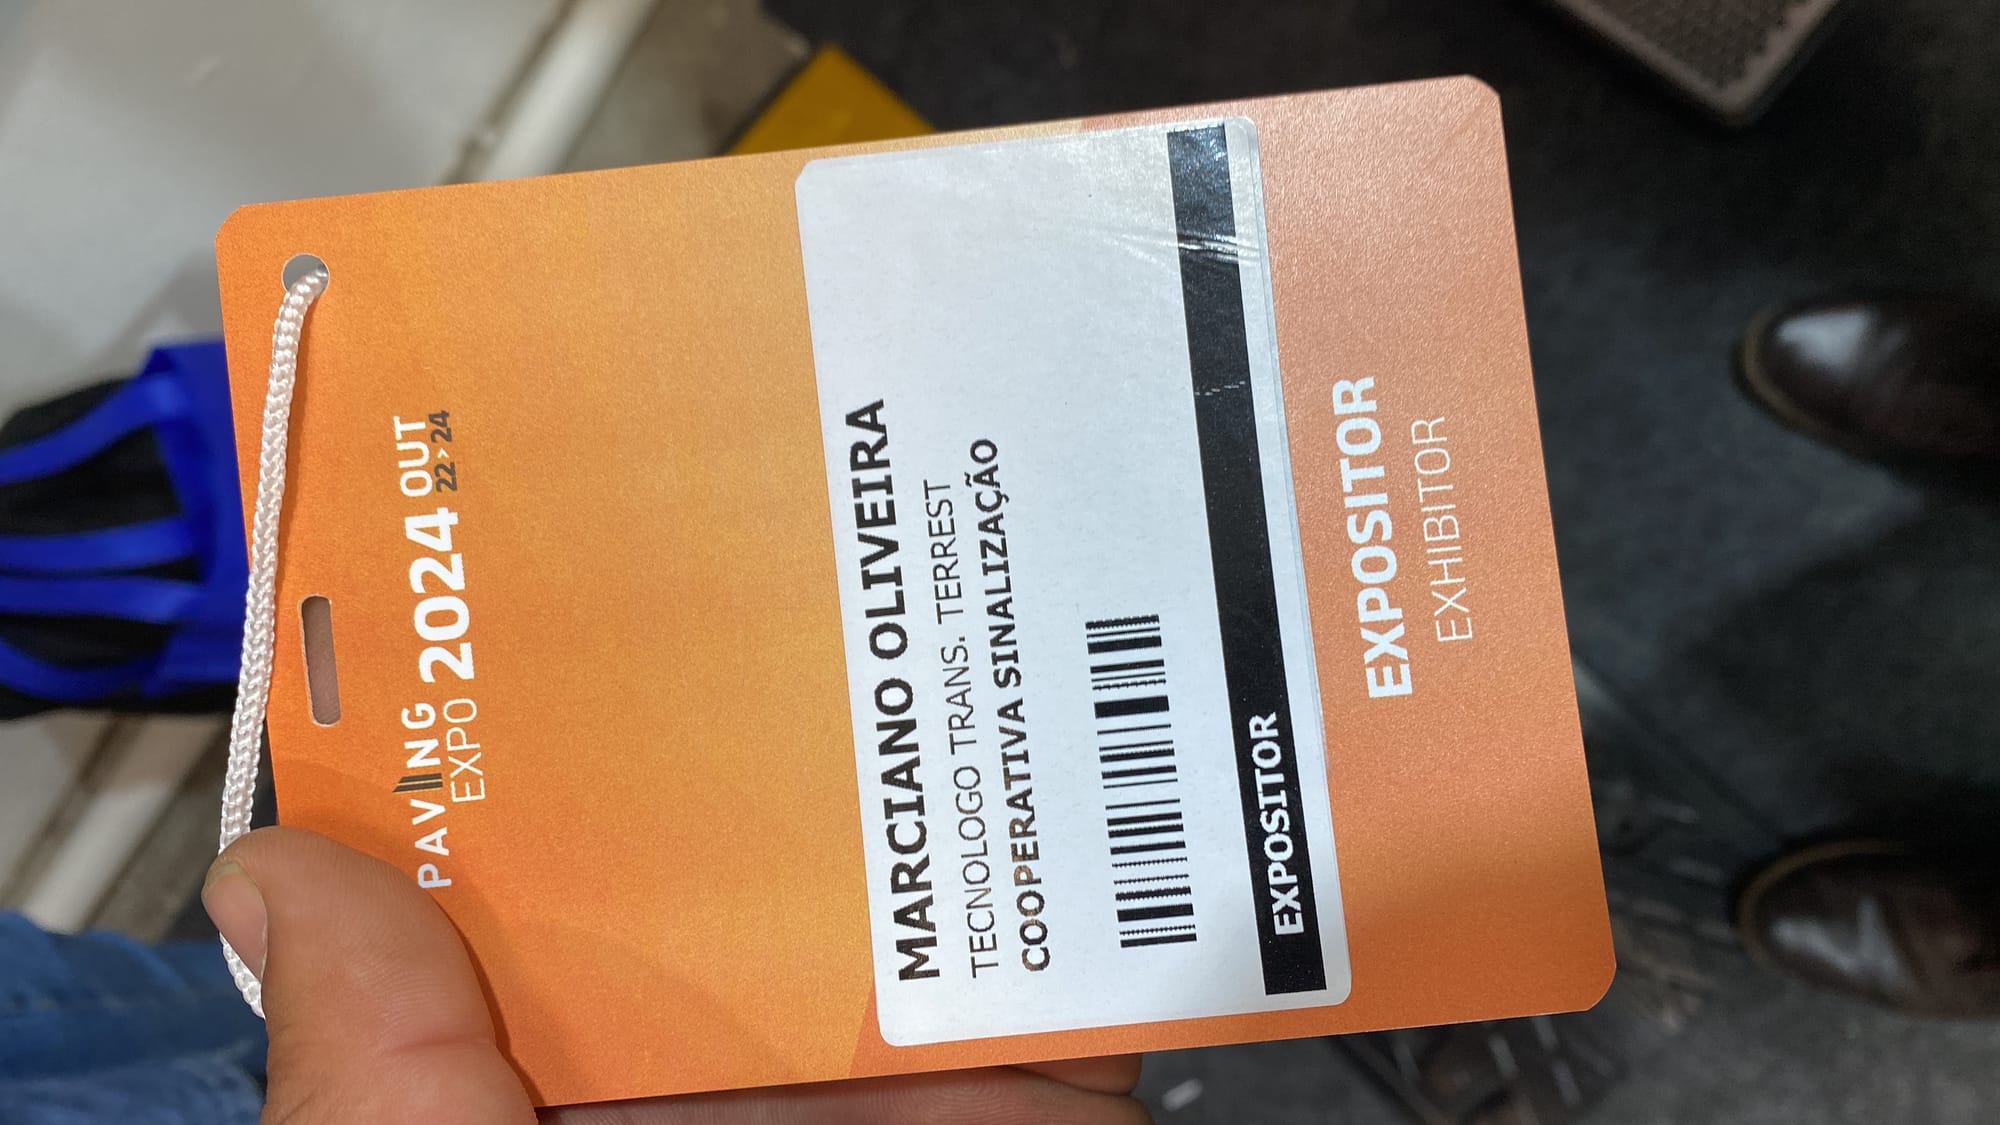 PAVING 2024 OUT
EXPO 22>24
MARCIANO OLIVEIRA
TECNOLOGO TRANS. TERREST
COOPERATIVA SINALIZAÇÃO
EXPOSITOR
EXPOSITOR
EXHIBITOR